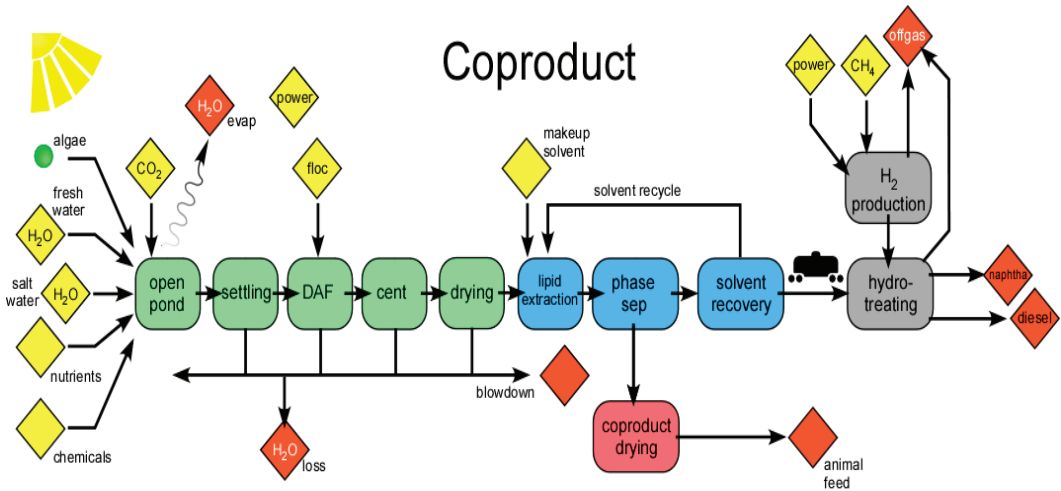 Coproduct
algae
fresh
water
H₂O
salt
water
H₂O
nutrients
chemicals
CO₂
H₂O
evap
power
floc
makeup
solvent
solvent recycle
power
CH₄
offgas
H₂
production
open
pond
settling
DAF
cent
drying
lipid
extraction
phase
sep
solvent
recovery
hydro-
treating
naphtha
diesel
blowdown
H₂O
loss
coproduct
drying
animal
feed